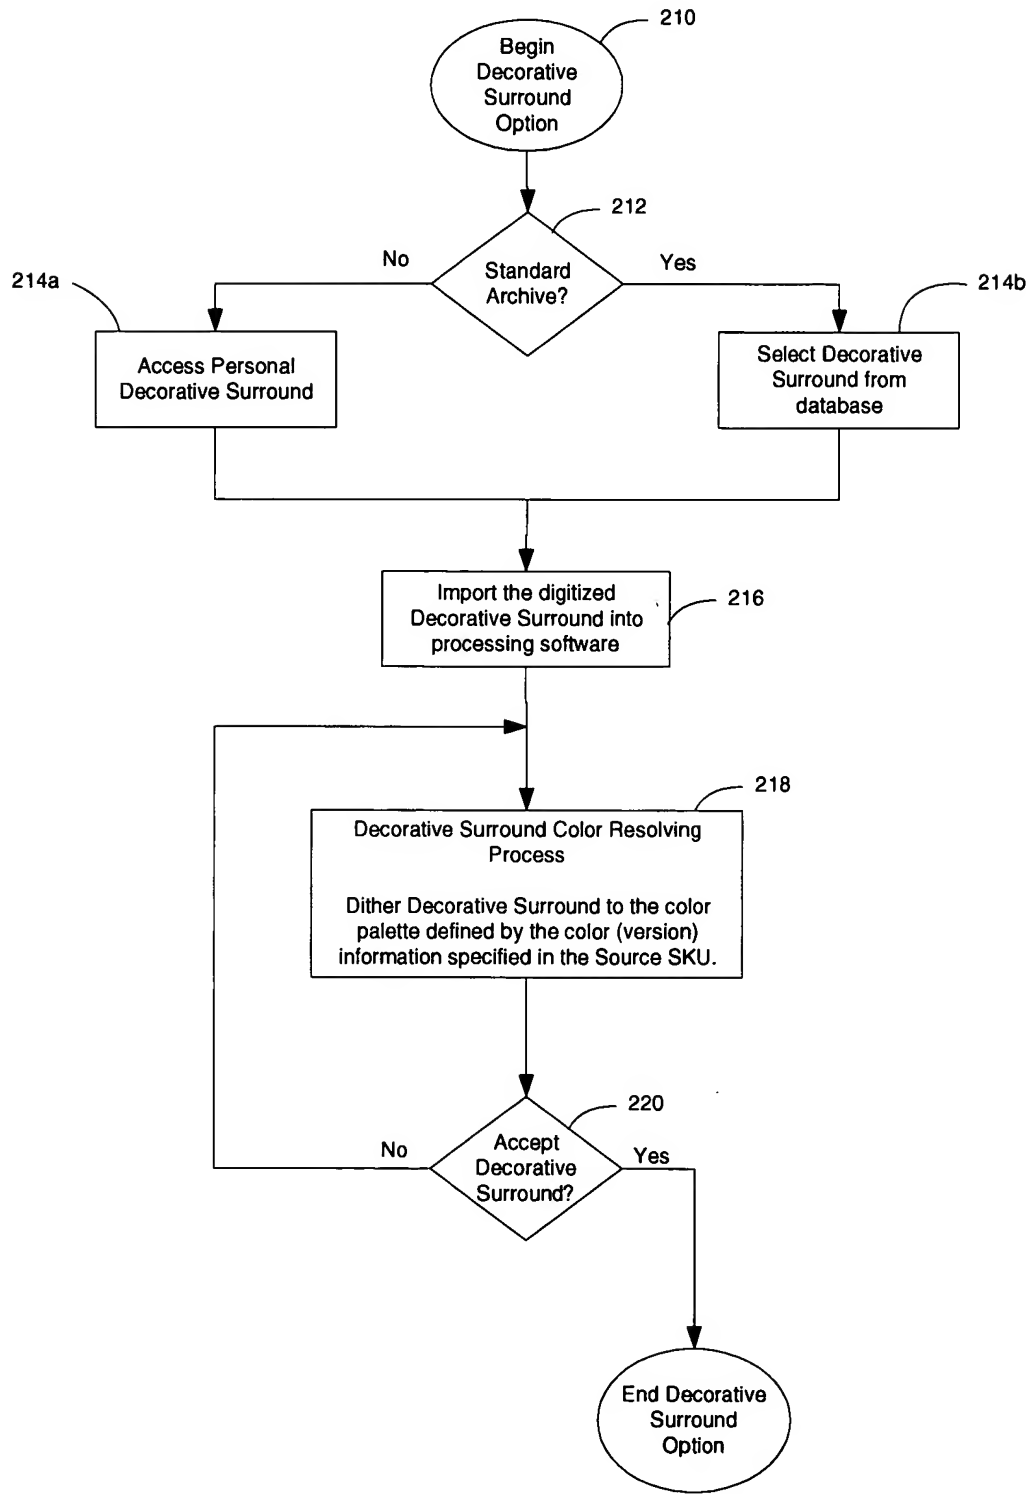 210
Begin
Decorative
Surround
Option
212
Standard
Archive?
No
Yes
214a
Access Personal
Decorative Surround
214b
Select Decorative
Surround from
database
Import the digitized
Decorative Surround into
processing software
216
218
Decorative Surround Color Resolving
Process
Dither Decorative Surround to the color
palette defined by the color (version)
information specified in the Source SKU.
220
Accept
Decorative
Surround?
No
Yes
End Decorative
Surround
Option